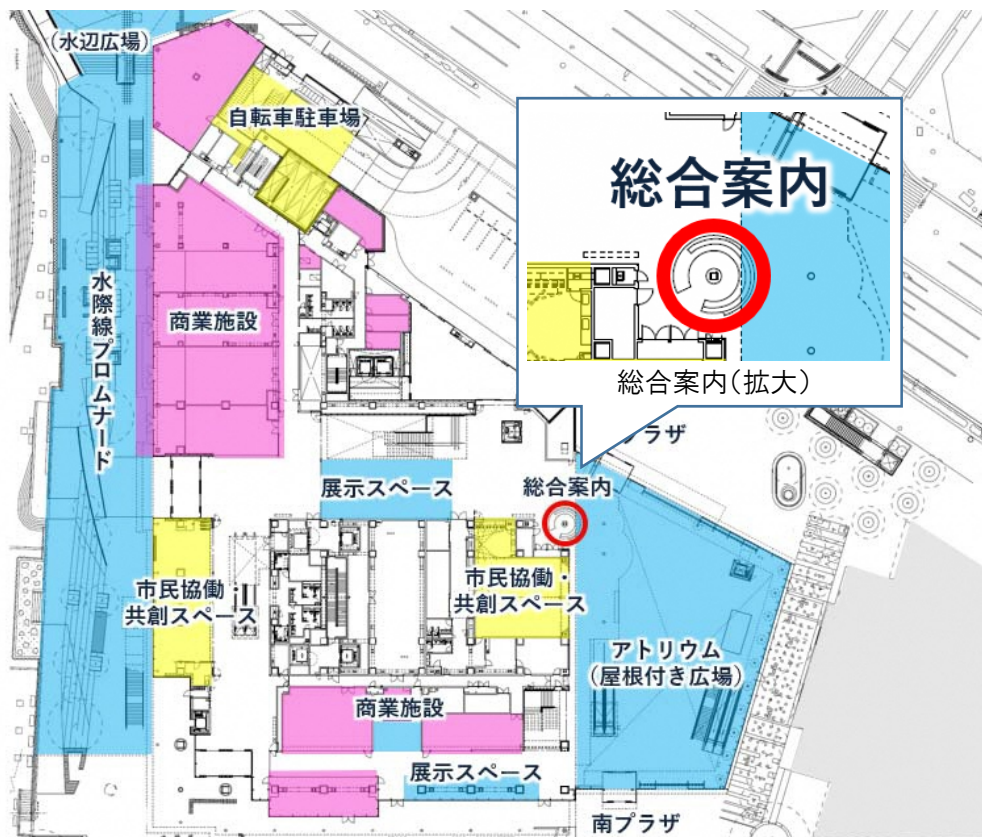 (水辺広場)
自転車駐車場
総合案内
総合案内(拡大)
水際線プロムナード
商業施設
プラザ
展示スペース
総合案内
市民協働・
共創スペース
市民協働・
共創スペース
アトリウム
(屋根付き広場)
商業施設
展示スペース
南プラザ